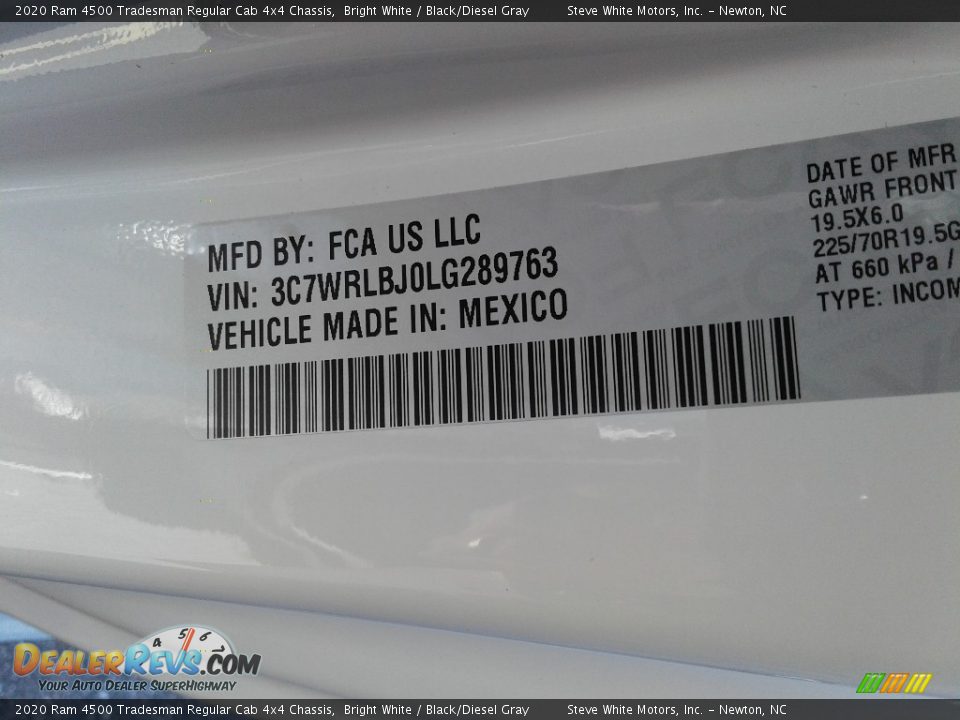 2020 Ram 4500 Tradesman Regular Cab 4x4 Chassis, Bright White / Black/Diesel Gray Steve White Motors, Inc. – Newton, NC
MFD BY: FCA US LLC
VIN: 3C7WRLBJ0LG289763
VEHICLE MADE IN: MEXICO
DATE OF MFR
GAWR FRONT
19.5X6.0
225/70R19.5G
AT 660 kPa /
TYPE: INCOM
4 5 6
DEALERREVS.COM
YOUR AUTO DEALER SUPERHIGHWAY
2020 Ram 4500 Tradesman Regular Cab 4x4 Chassis, Bright White / Black/Diesel Gray Steve White Motors, Inc. – Newton, NC